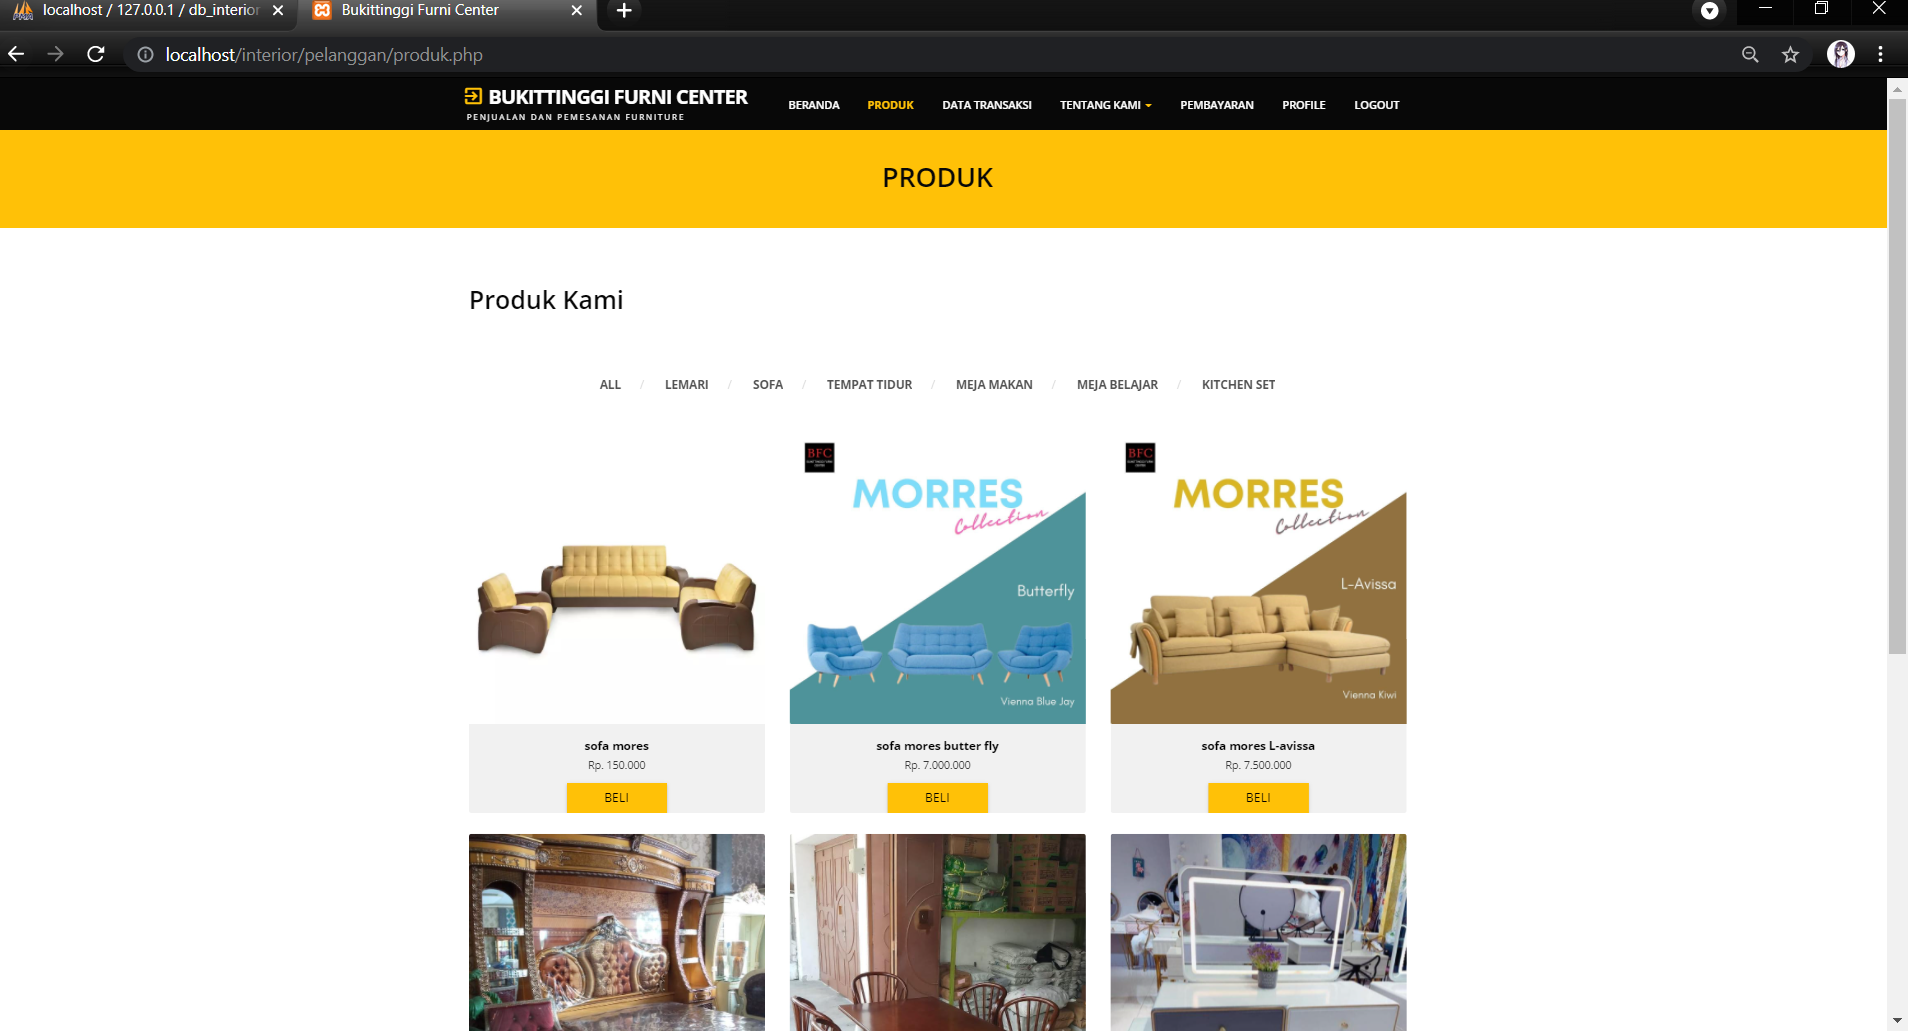 localhost / 127.0.0.1 / db_interior
Bukittinggi Furni Center
localhost/interior/pelanggan/produk.php
BUKITTINGGI FURNI CENTER
PENJUALAN DAN PEMESANAN FURNITURE
BERANDA PRODUK DATA TRANSAKSI TENTANG KAMI PEMBAYARAN PROFILE LOGOUT
PRODUK
Produk Kami
ALL / LEMARI / SOFA / TEMPAT TIDUR / MEJA MAKAN / MEJA BELAJAR / KITCHEN SET
BFC
MORRES
Collection
Butterfly
Vienna Blue Jay
BFC
MORRES
Collection
L-Avissa
Vienna Kiwi
sofa mores
Rp. 150.000
BELI
sofa mores butter fly
Rp. 7.000.000
BELI
sofa mores L-avissa
Rp. 7.500.000
BELI